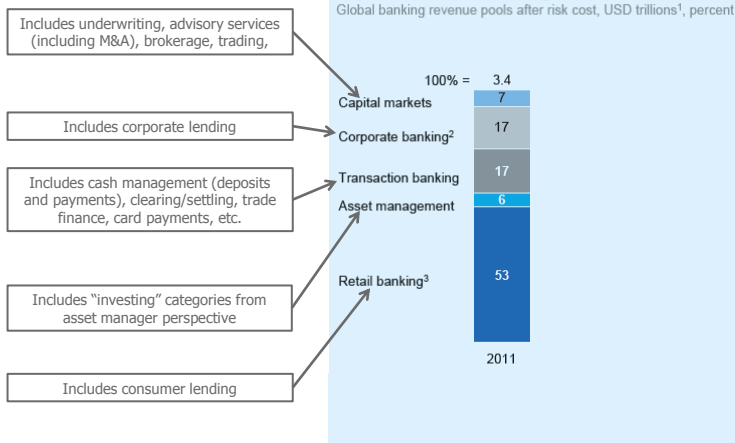 Global banking revenue pools after risk cost, USD trillions¹, percent
Includes underwriting, advisory services
(including M&A), brokerage, trading,
Includes corporate lending
Includes cash management (deposits
and payments), clearing/settling, trade
finance, card payments, etc.
Includes “investing” categories from
asset manager perspective
Includes consumer lending
100% = 3.4
Capital markets 7
Corporate banking² 17
Transaction banking 17
Asset management 6
Retail banking³ 53
2011